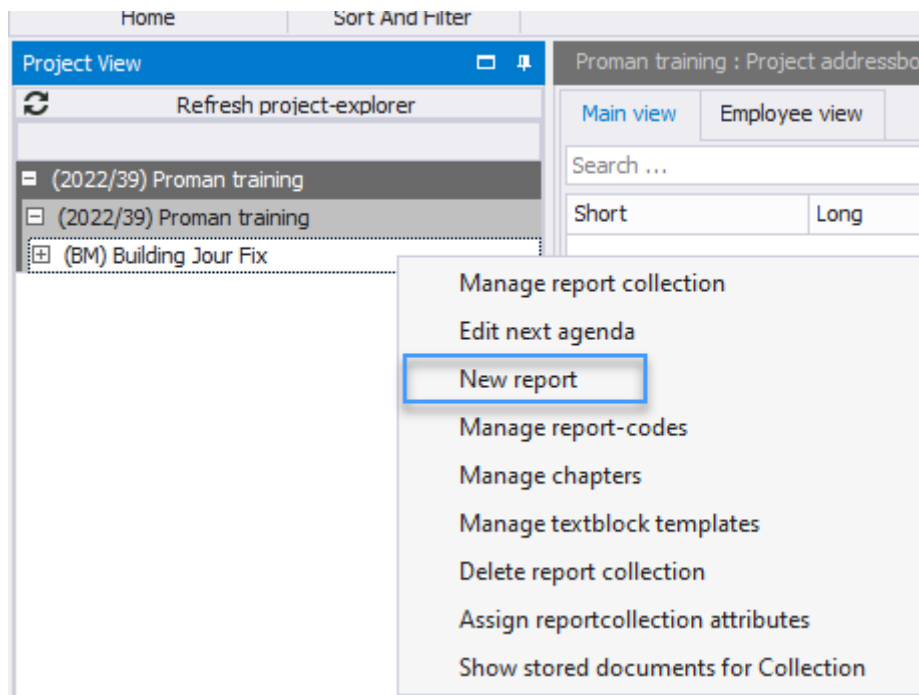 Home Sort And Filter
Project View
Proman training : Project addressbo
Refresh project-explorer
Main view Employee view
Search ...
(2022/39) Proman training
(2022/39) Proman training
Short Long
(BM) Building Jour Fix
Manage report collection
Edit next agenda
New report
Manage report-codes
Manage chapters
Manage textblock templates
Delete report collection
Assign reportcollection attributes
Show stored documents for Collection